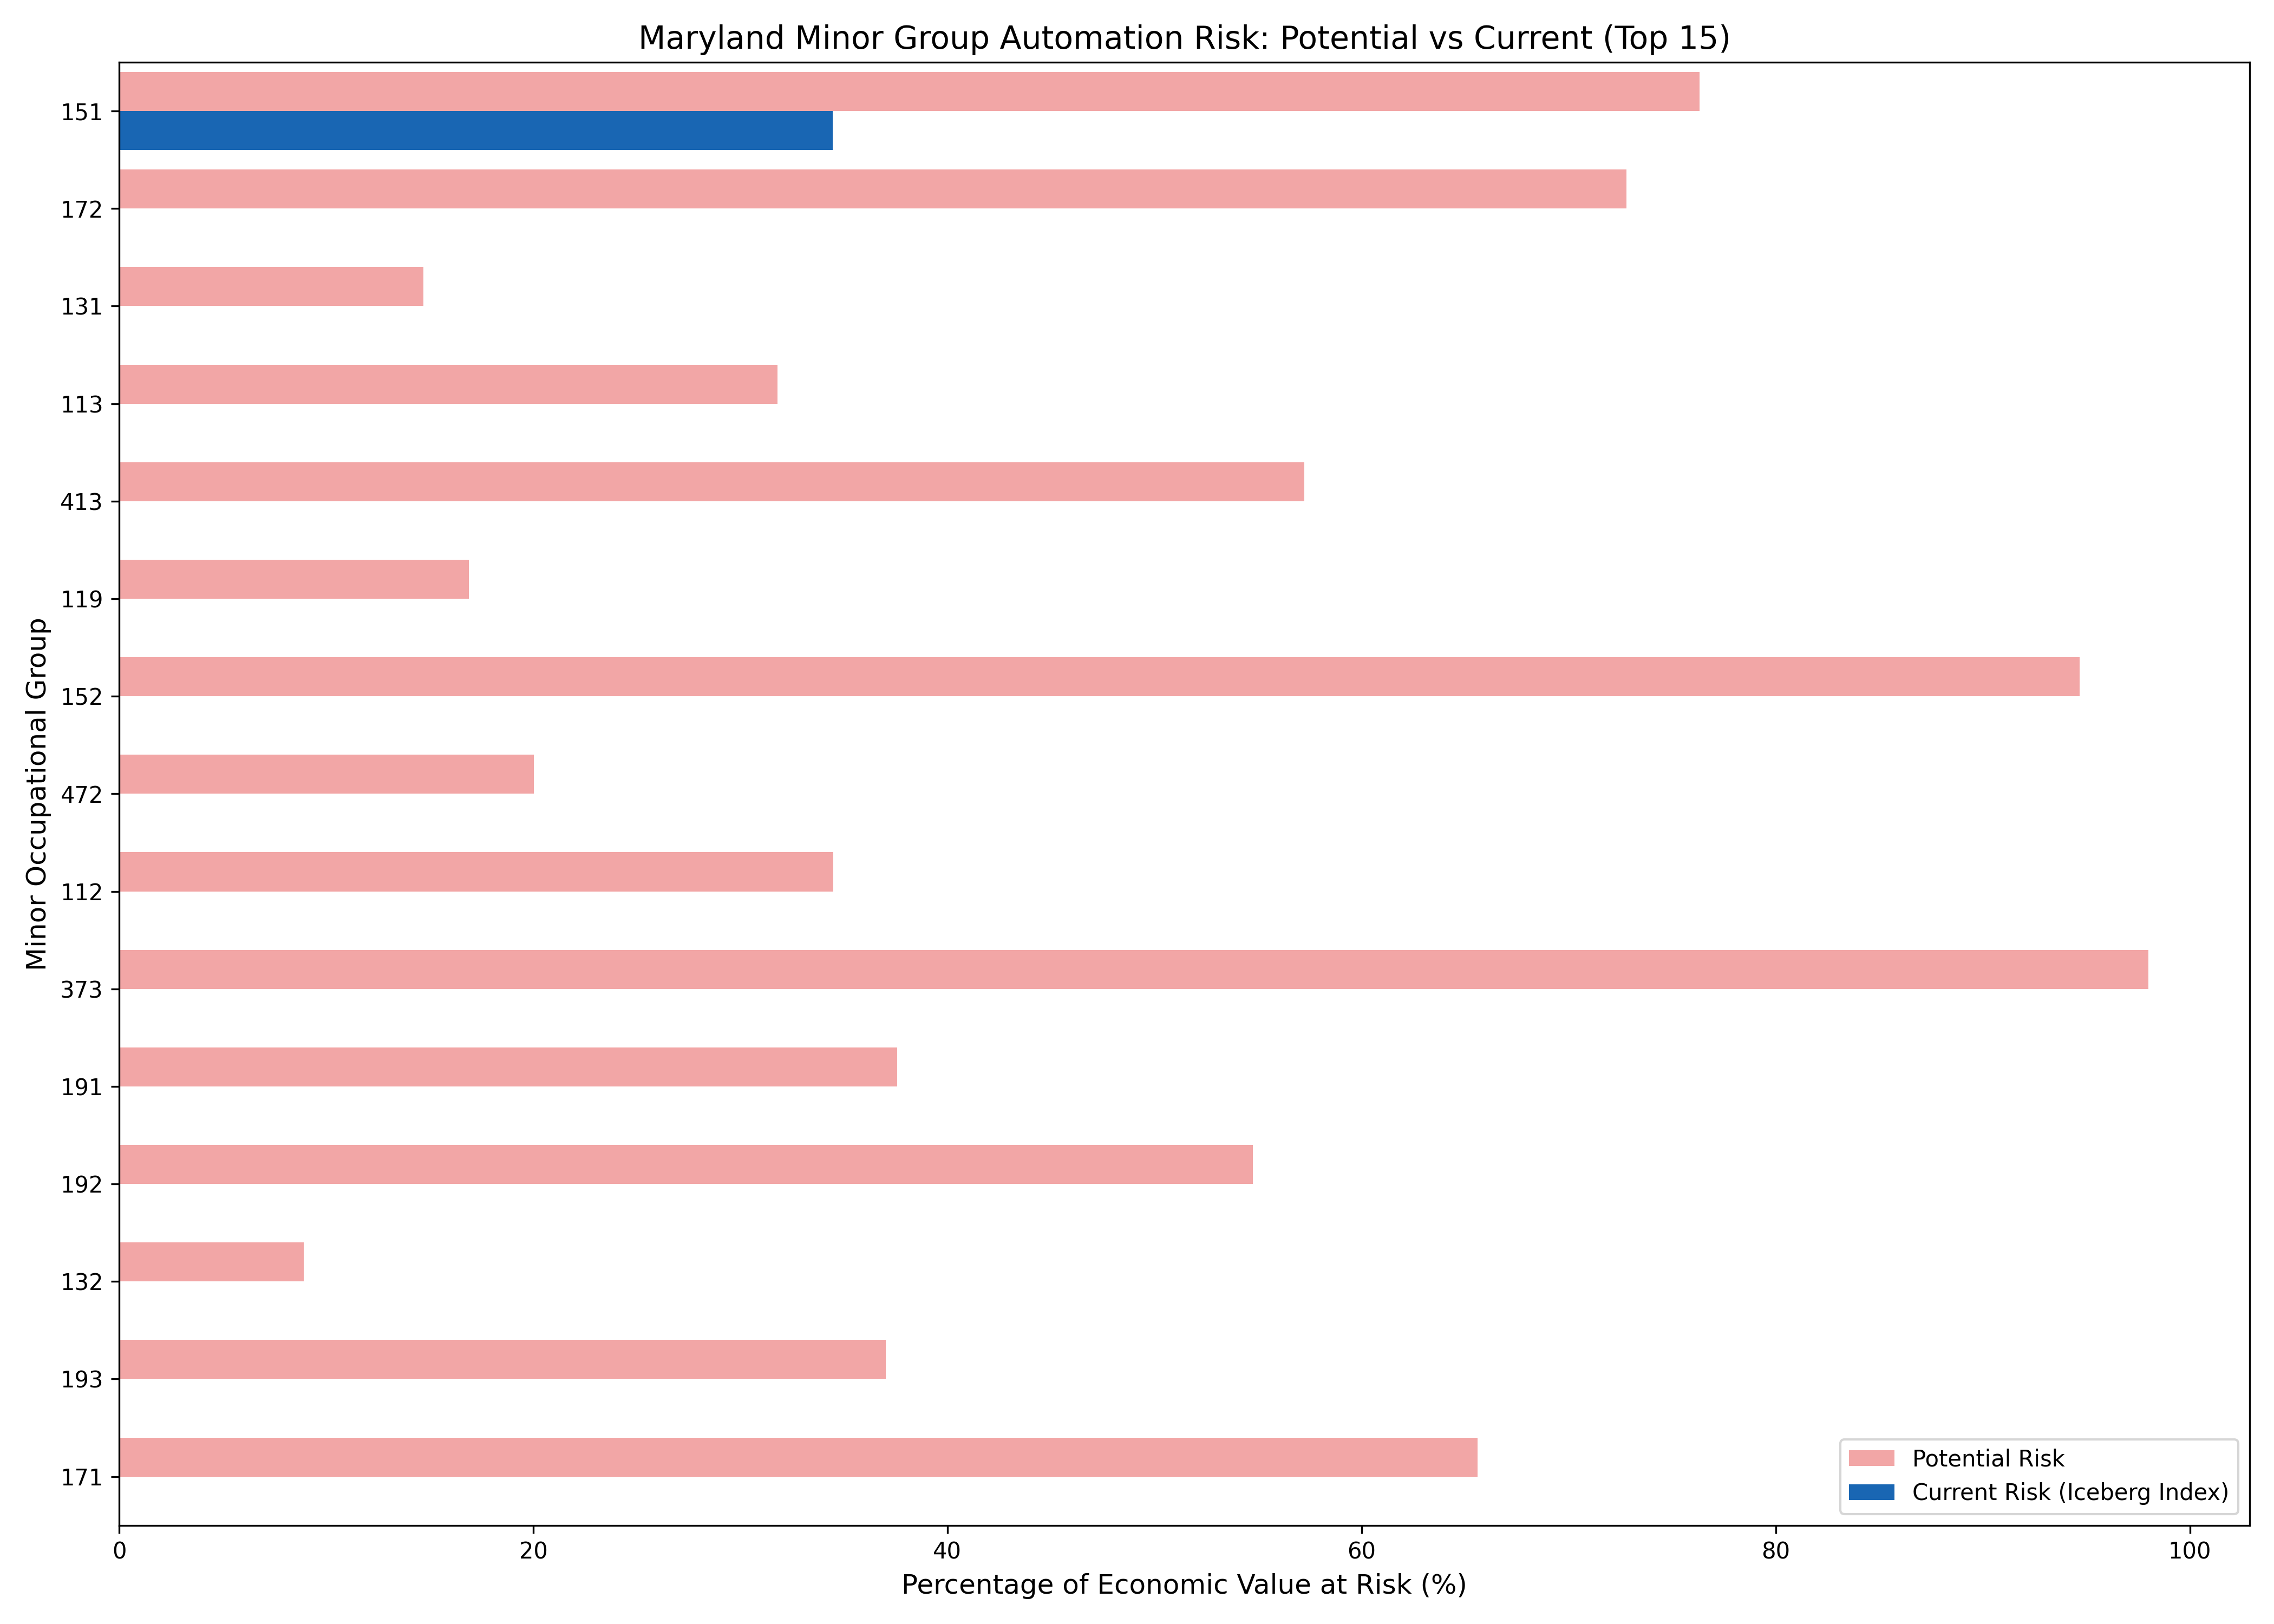 Maryland Minor Group Automation Risk: Potential vs Current (Top 15)
Minor Occupational Group
151
172
131
113
413
119
152
472
112
373
191
192
132
193
171
Potential Risk
Current Risk (Iceberg Index)
0 20 40 60 80 100
Percentage of Economic Value at Risk (%)